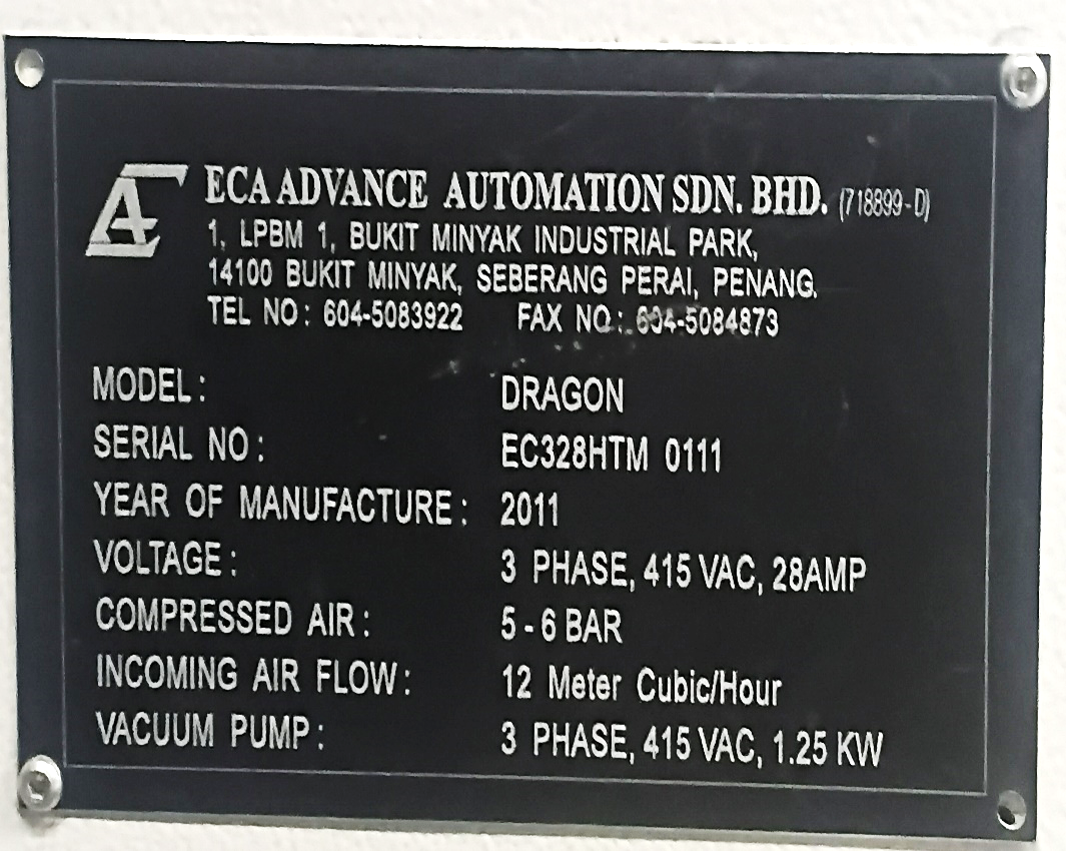 ECA ADVANCE AUTOMATION SDN. BHD. (718899-D)
1, LPBM 1, BUKIT MINYAK INDUSTRIAL PARK,
14100 BUKIT MINYAK, SEBERANG PERAI, PENANG.
TEL NO : 604-5083922 FAX NO : 604-5084873
MODEL : DRAGON
SERIAL NO : EC328HTM 0111
YEAR OF MANUFACTURE : 2011
VOLTAGE : 3 PHASE, 415 VAC, 28AMP
COMPRESSED AIR : 5 - 6 BAR
INCOMING AIR FLOW : 12 Meter Cubic/Hour
VACUUM PUMP : 3 PHASE, 415 VAC, 1.25 KW